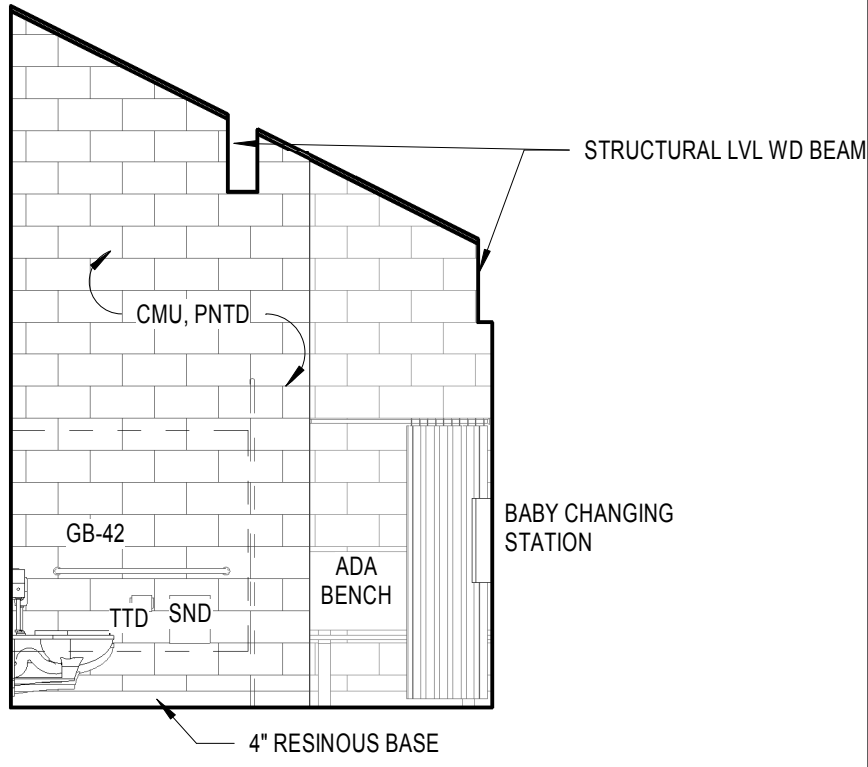 STRUCTURAL LVL WD BEAM
CMU, PNTD
GB-42
BABY CHANGING
STATION
ADA
BENCH
TTD
SND
4" RESINOUS BASE